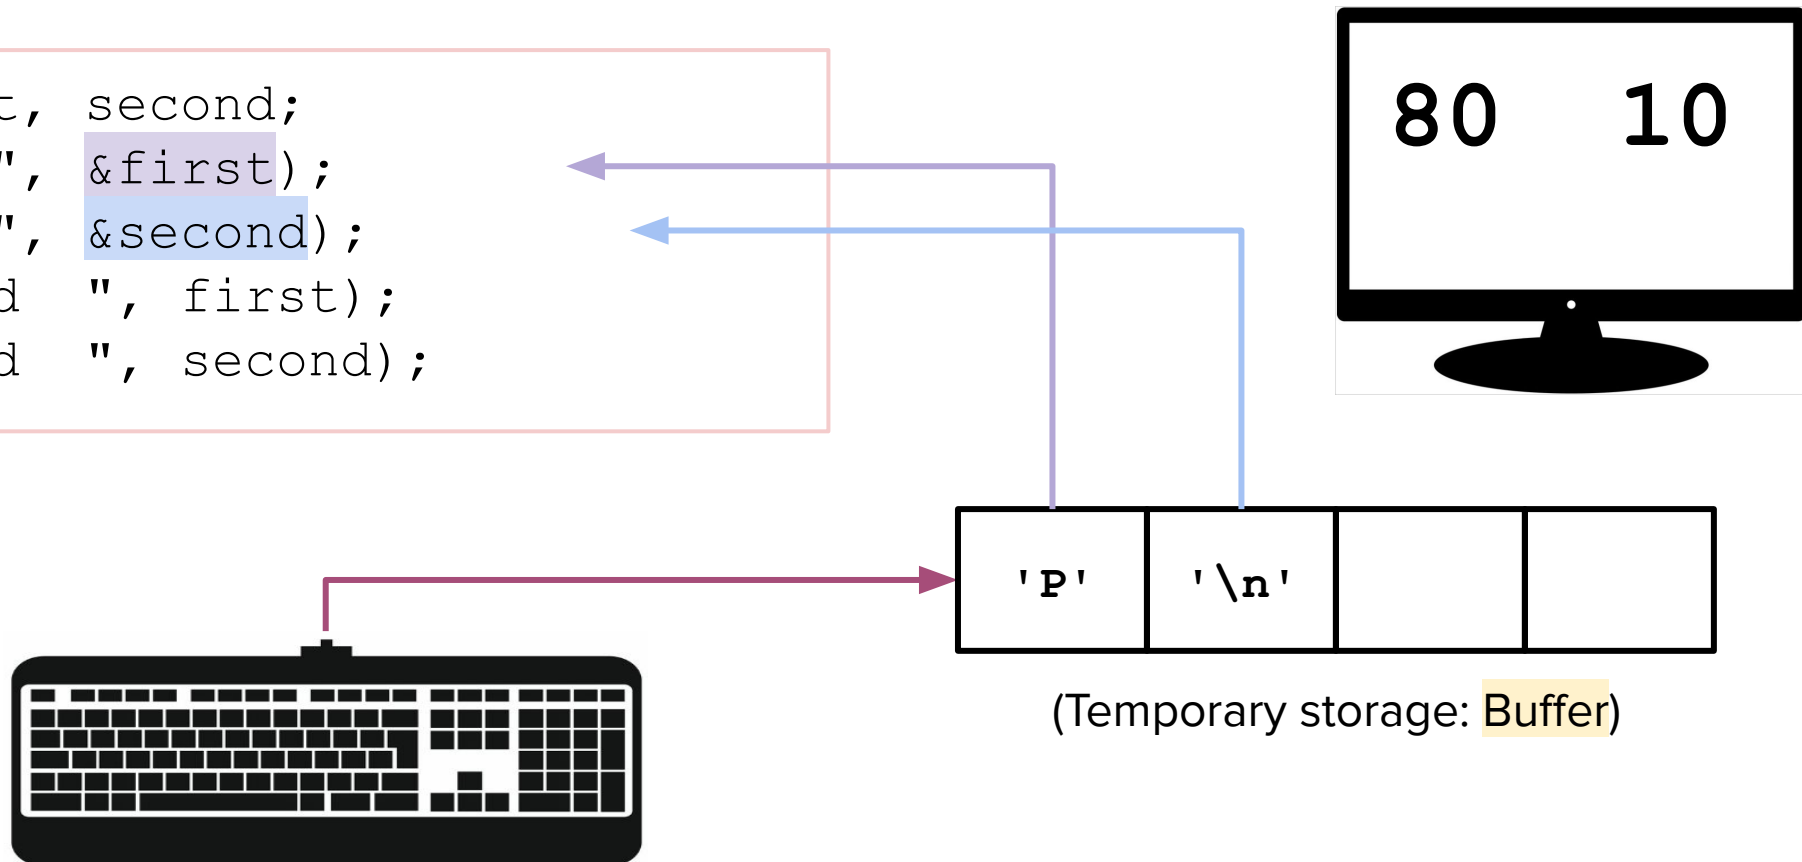 t, second;
", &first);
", &second);
d  ", first);
d  ", second);
80  10
'P' '\n'
(Temporary storage: Buffer)